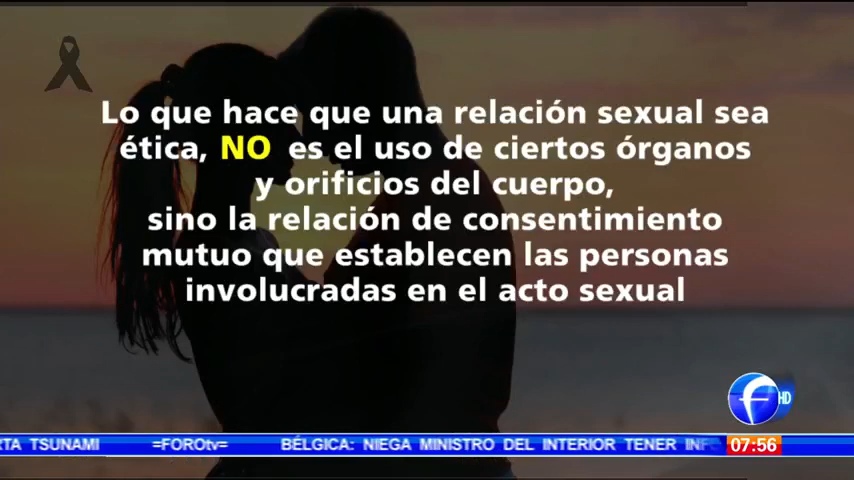 Lo que hace que una relación sexual sea
ética, NO es el uso de ciertos órganos
y orificios del cuerpo,
sino la relación de consentimiento
mutuo que establecen las personas
involucradas en el acto sexual
HD
TSUNAMI =FOROtv= BÉLGICA: NIEGA MINISTRO DEL INTERIOR TENER 07:56